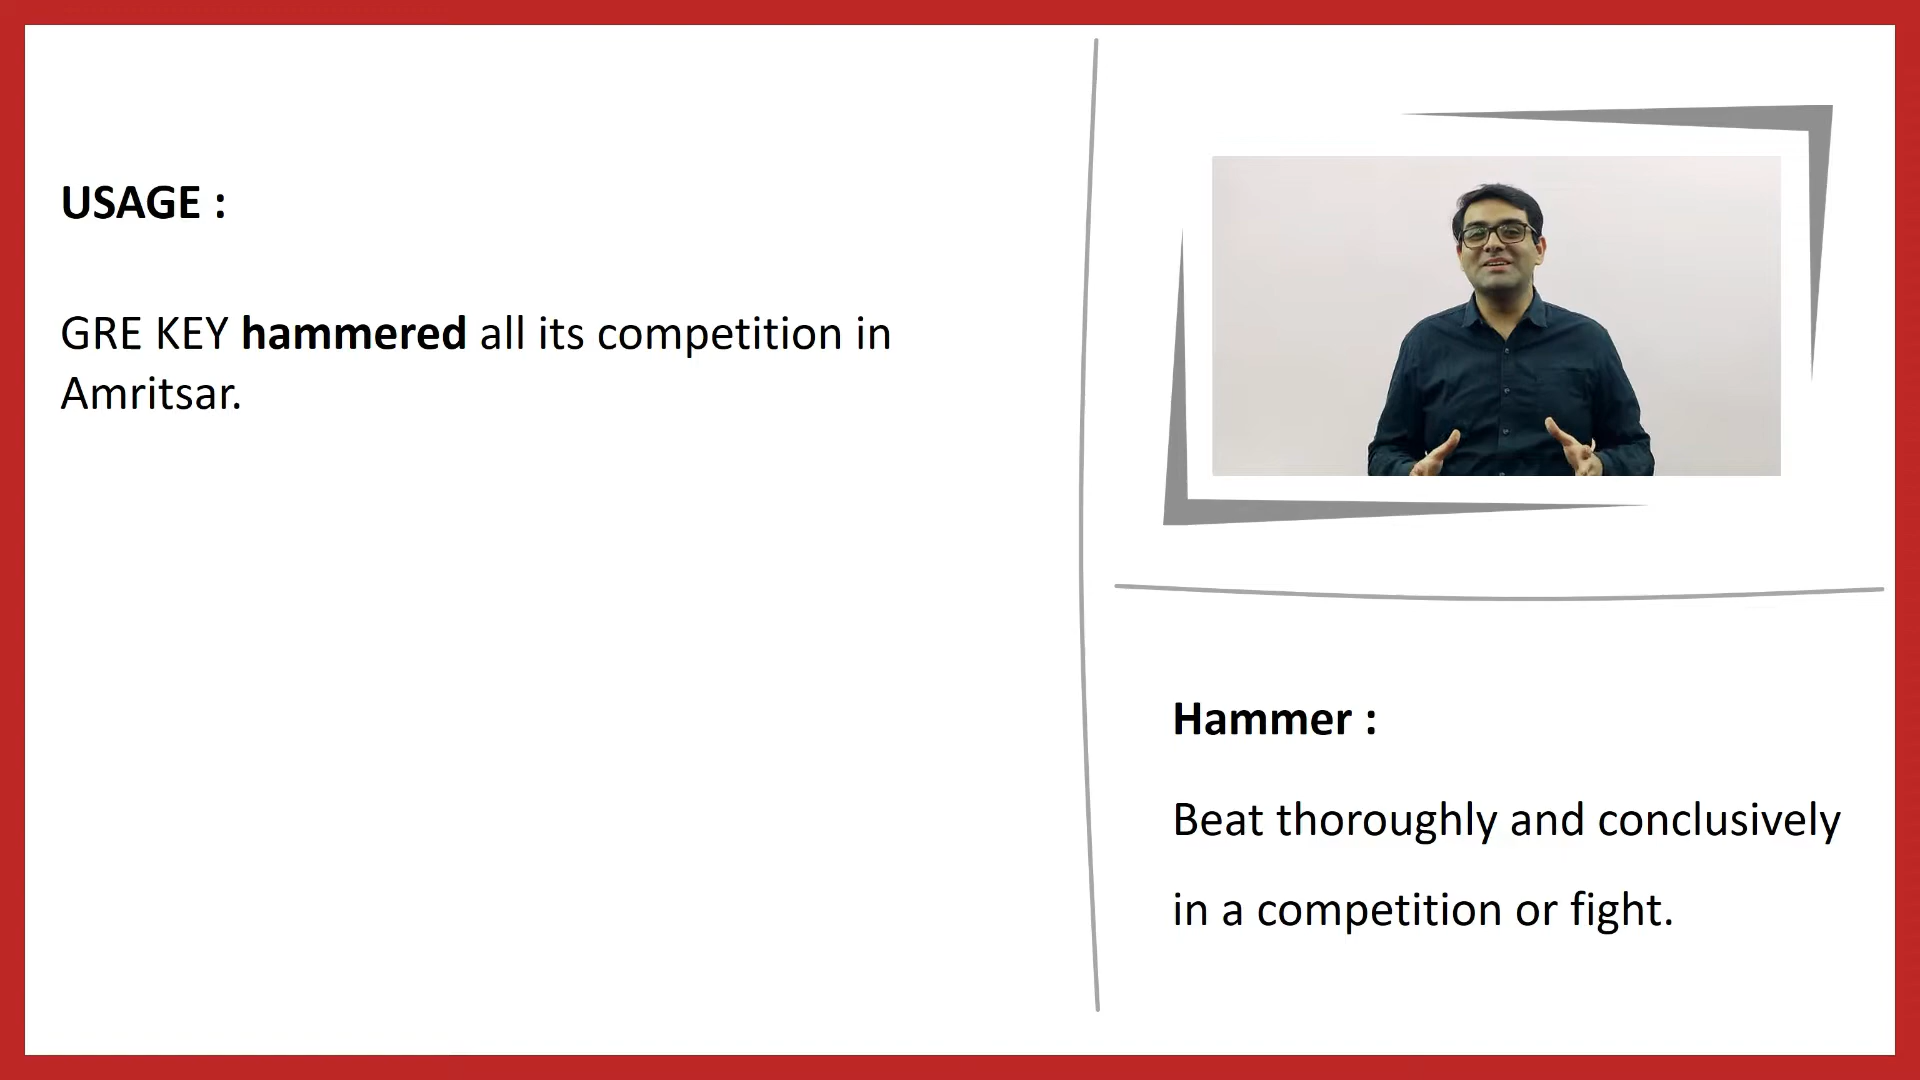 USAGE :
GRE KEY hammered all its competition in
Amritsar.
Hammer :
Beat thoroughly and conclusively
in a competition or fight.